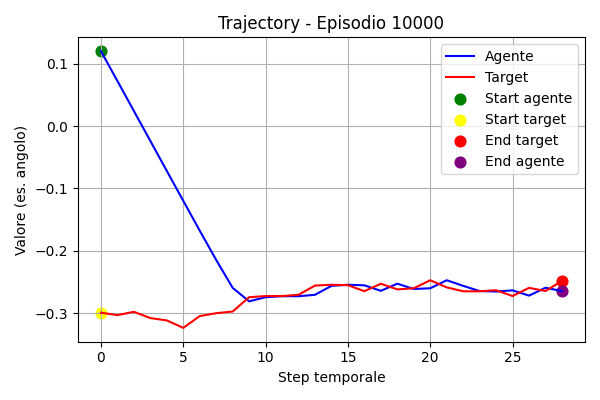 Trajectory - Episodio 10000
Agente
Target
Start agente
Start target
End target
End agente
Valore (es. angolo)
0.1
0.0
−0.1
−0.2
−0.3
0 5 10 15 20 25
Step temporale